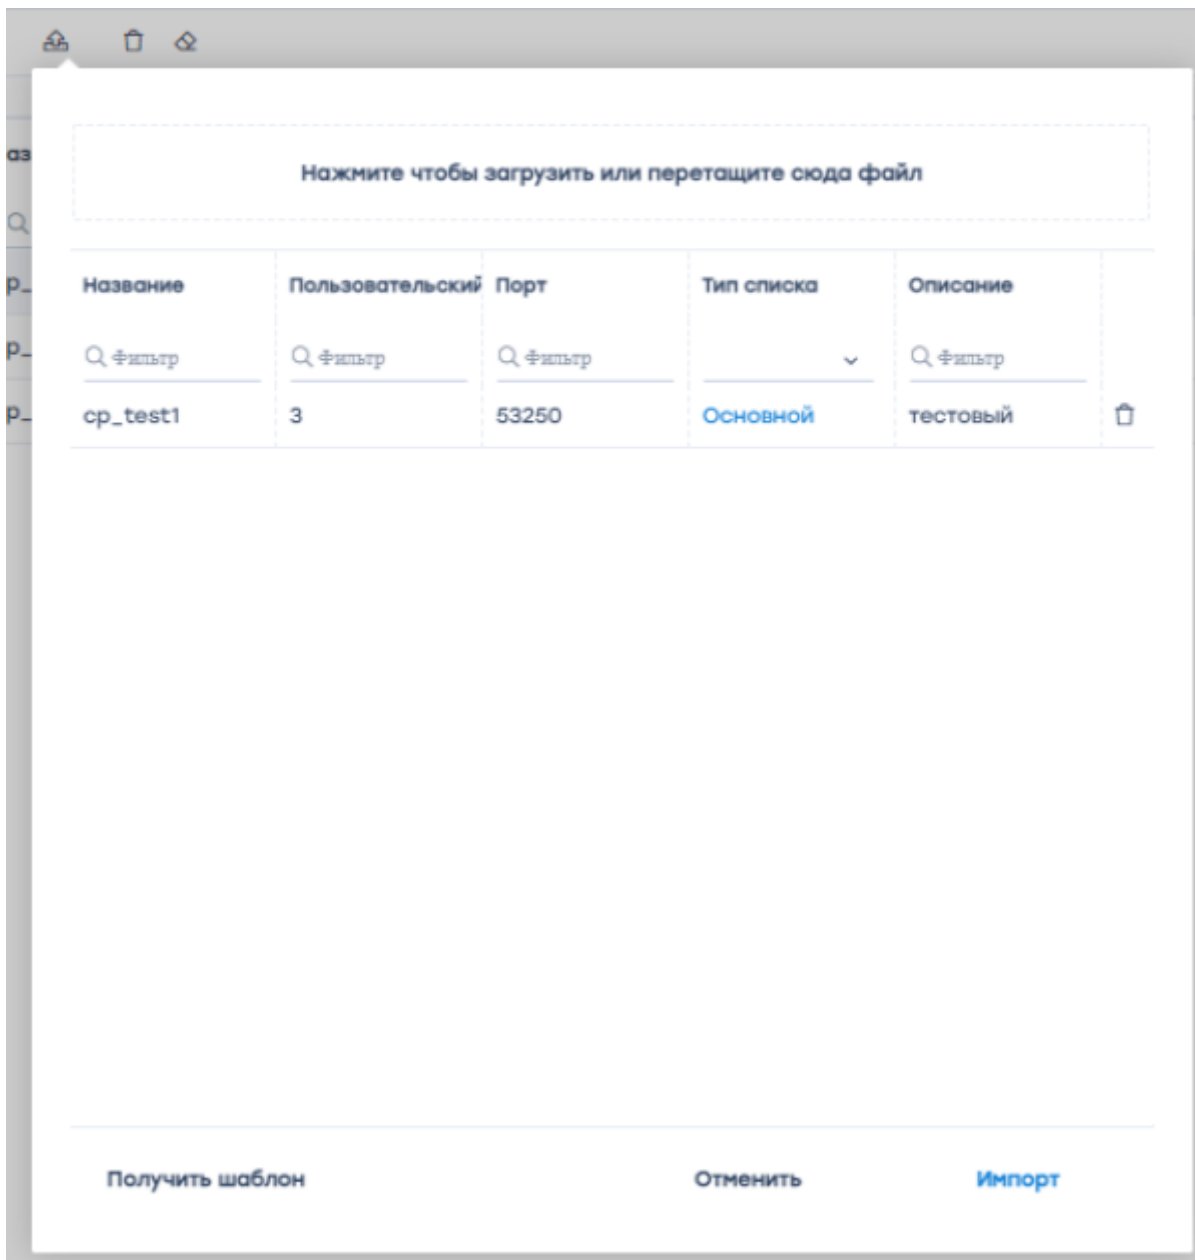 Нажмите чтобы загрузить или перетащите сюда файл
Название Пользовательский Порт Тип списка Описание
Фильтр Фильтр Фильтр Фильтр
cp_test1 3 53250 Основной тестовый
Получить шаблон Отменить Импорт